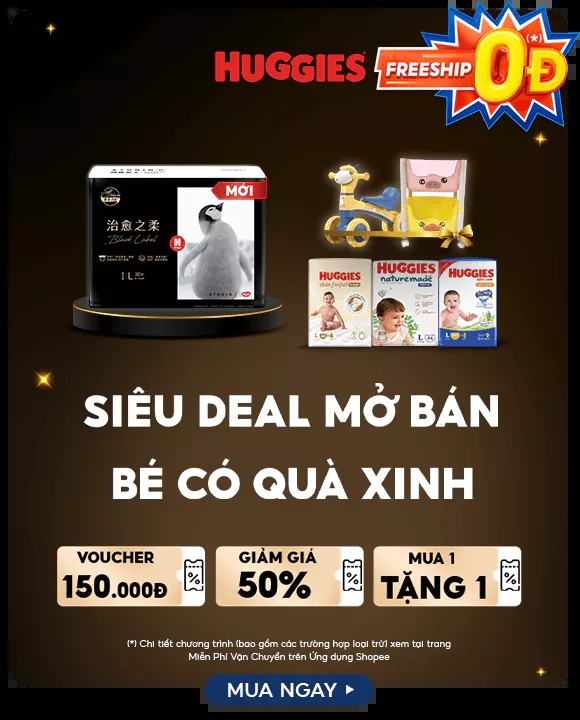 HUGGIES
FREESHIP 0Đ (*)
MỚI
治愈之柔
Black Label
L
HUGGIES
skin perfect
HUGGIES
naturemade
L
HUGGIES
SIÊU DEAL MỞ BÁN
BÉ CÓ QUÀ XINH
VOUCHER
150.000Đ
GIẢM GIÁ
50%
MUA 1
TẶNG 1
(*) Chi tiết chương trình (bao gồm các trường hợp loại trừ) xem tại trang
Miễn Phí Vận Chuyển trên Ứng dụng Shopee
MUA NGAY